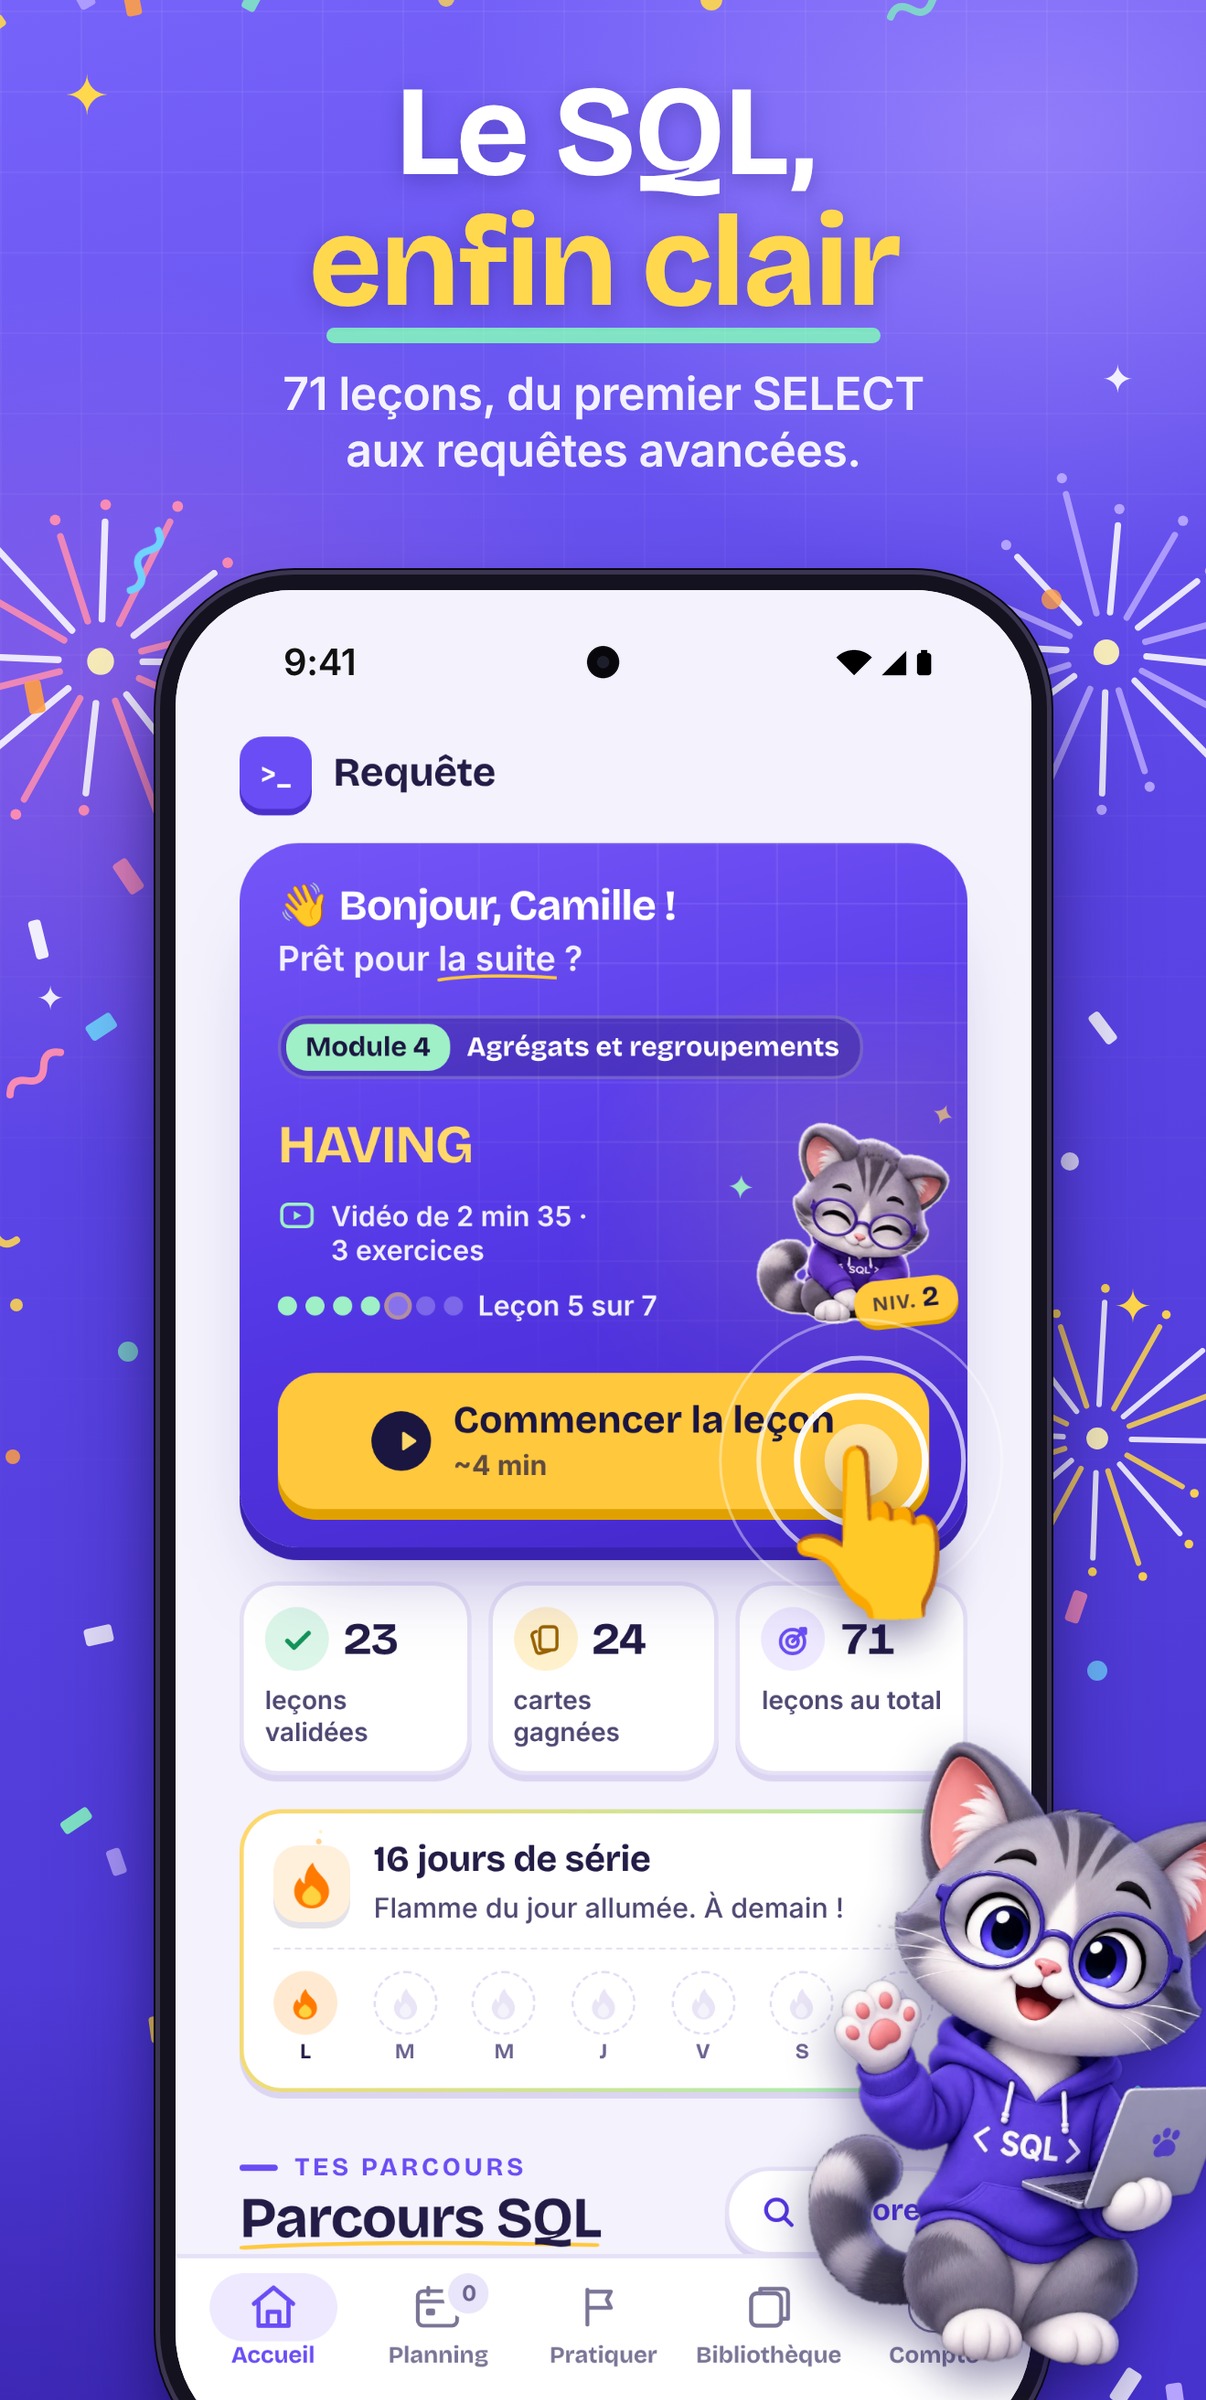 Le SQL,
enfin clair
71 leçons, du premier SELECT
aux requêtes avancées.
9:41
>_ Requête
👋 Bonjour, Camille !
Prêt pour la suite ?
Module 4 Agrégats et regroupements
HAVING
Vidéo de 2 min 35 ·
3 exercices
Leçon 5 sur 7
SQL
NIV. 2
Commencer la leçon
~4 min
23
leçons
validées
24
cartes
gagnées
71
leçons au total
16 jours de série
Flamme du jour allumée. À demain !
L M M J V S
TES PARCOURS
Parcours SQL
< SQL >
0
Accueil Planning Pratiquer Bibliothèque